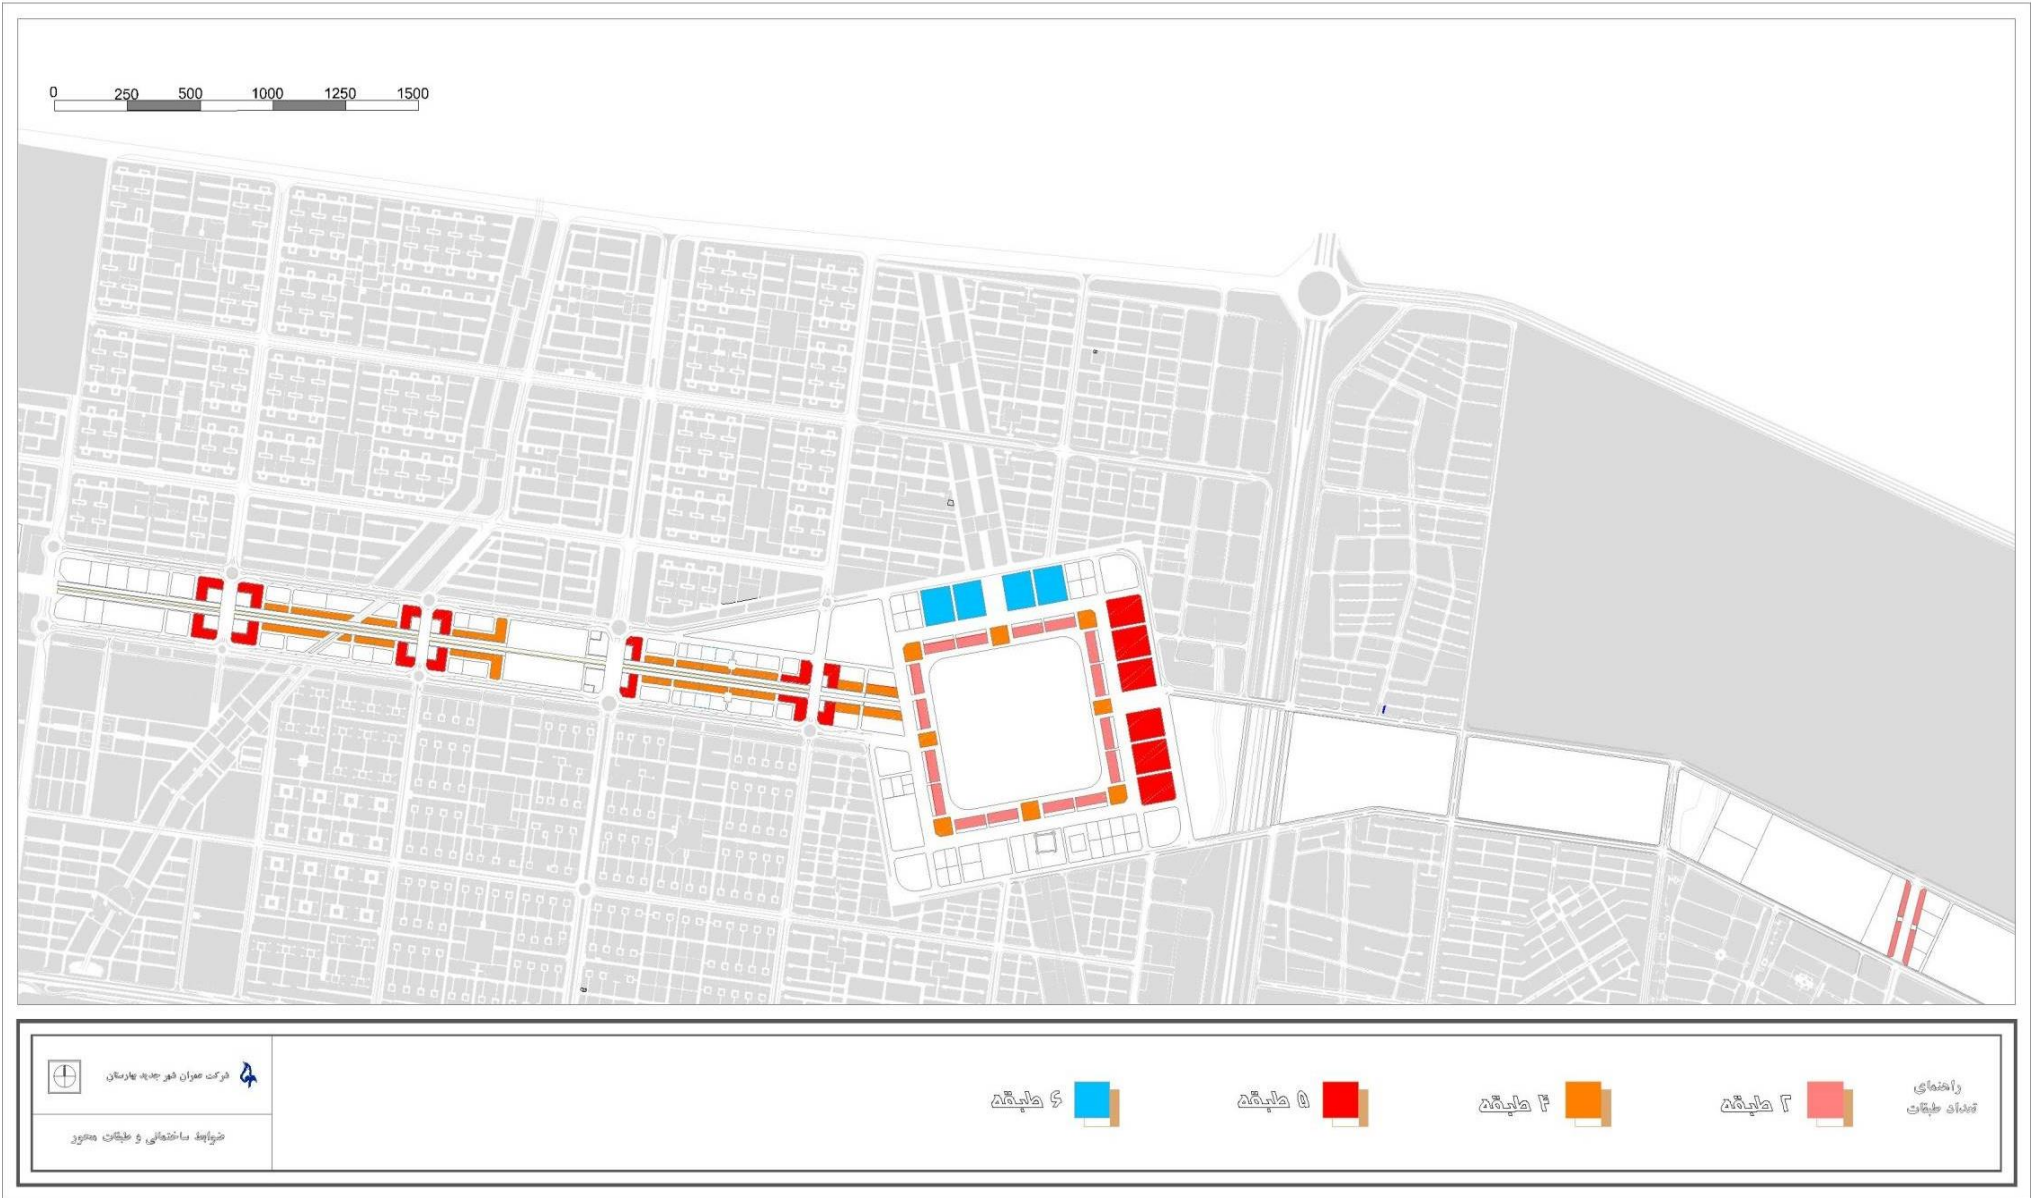 0 250 500 1000 1250 1500
راهنمای
تعداد طبقات
۲ طبقه
۴ طبقه
۵ طبقه
۶ طبقه
شرکت عمران شهر جدید بهارستان
ضوابط ساختمانی و طبقات محور